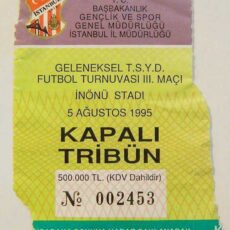 T. C.
BAŞBAKANLIK
GENÇLİK VE SPOR
GENEL MÜDÜRLÜĞÜ
İSTANBUL İL MÜDÜRLÜĞÜ
İSTANBUL
GELENEKSEL T.S.Y.D.
FUTBOL TURNUVASI III. MAÇI
İNÖNÜ STADI
5 AĞUSTOS 1995
KAPALI
TRİBÜN
500.000 TL. (KDV Dahildir)
№ 002453